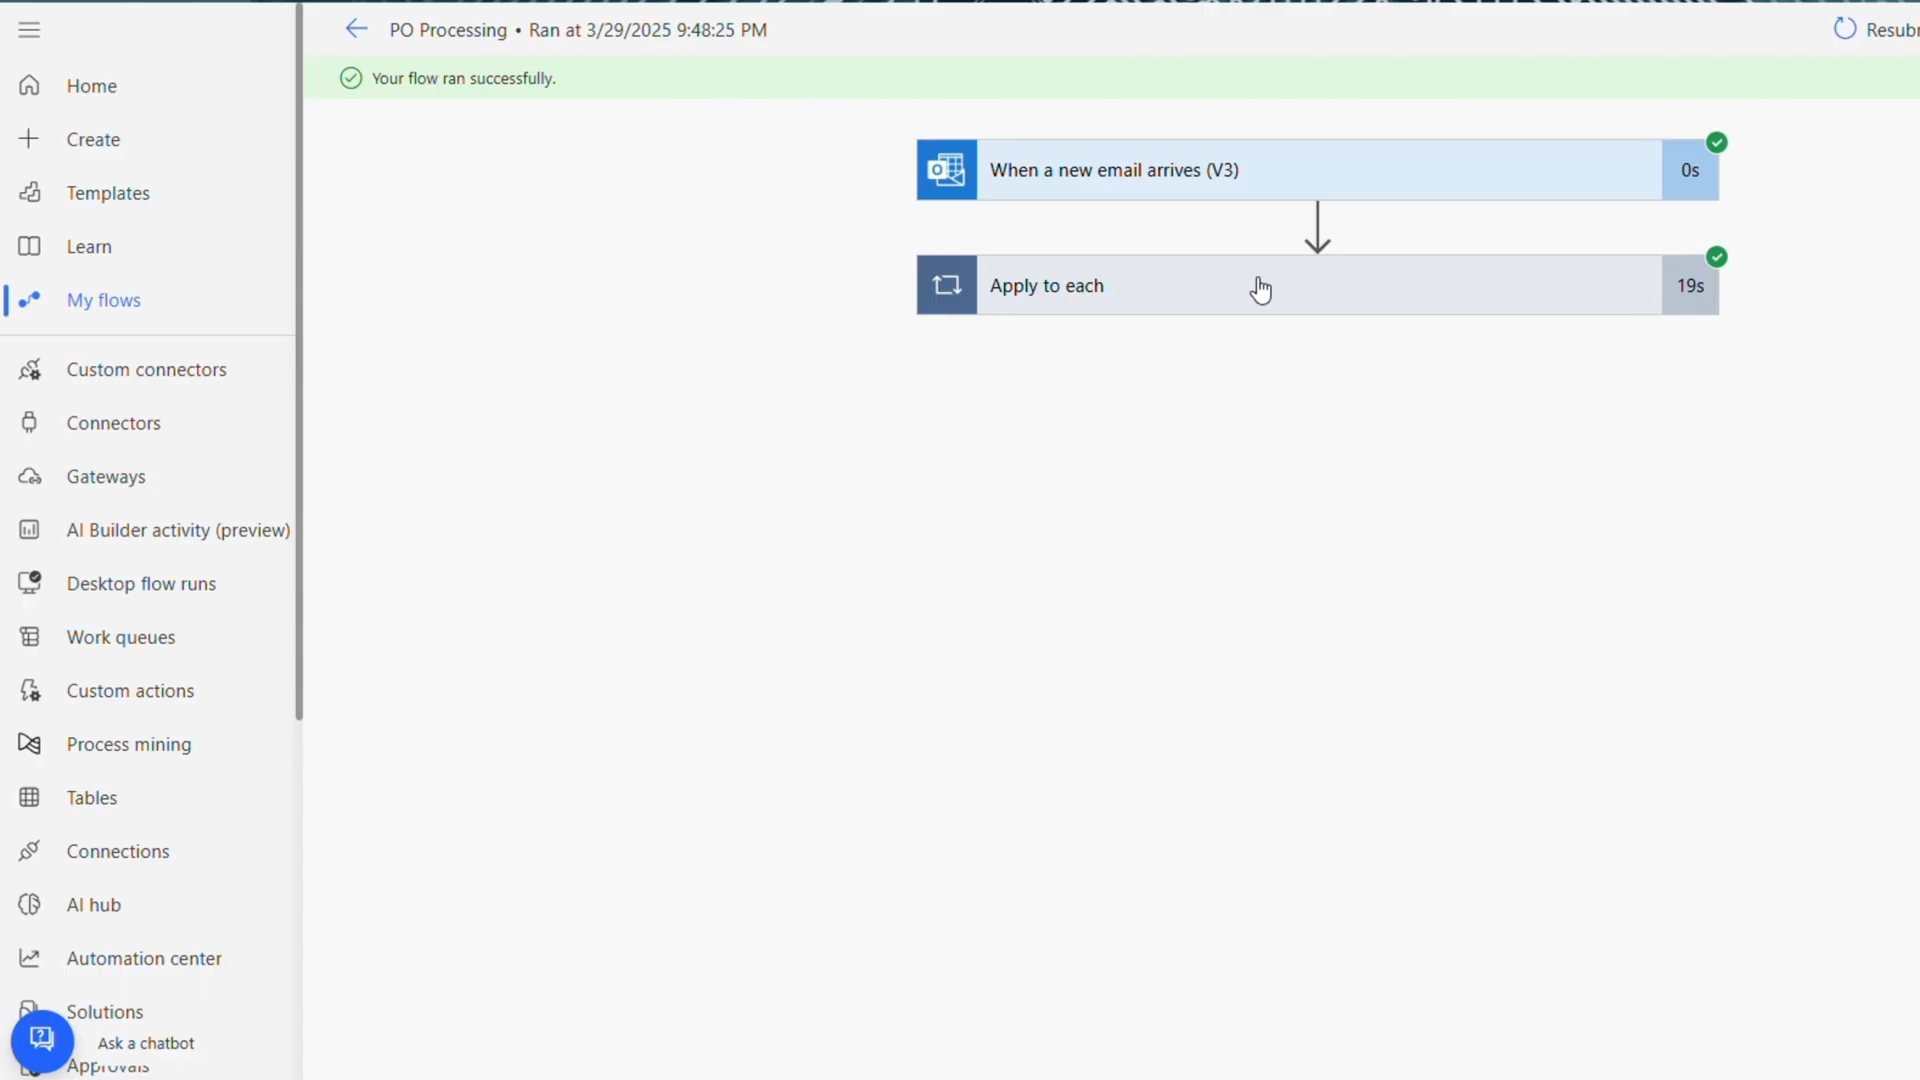 PO Processing • Ran at 3/29/2025 9:48:25 PM
Your flow ran successfully.
Home
Create
Templates
Learn
My flows
Custom connectors
Connectors
Gateways
AI Builder activity (preview)
Desktop flow runs
Work queues
Custom actions
Process mining
Tables
Connections
AI hub
Automation center
Solutions
Ask a chatbot
Approvals
When a new email arrives (V3)
0s
Apply to each
19s